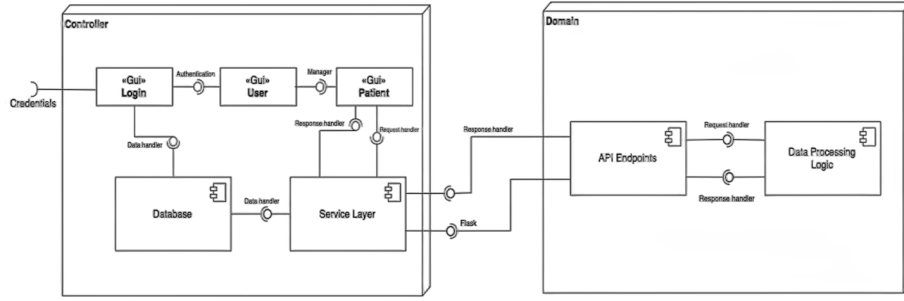 Controller
Domain
«Gui»
Login
Authentication
«Gui»
User
Manager
«Gui»
Patient
Credentials
Response.handler
Request.handler
Data.handler
Response.handler
Request.handler
API Endpoints
Data Processing
Logic
Response.handler
Database
Data.handler
Service Layer
Flask